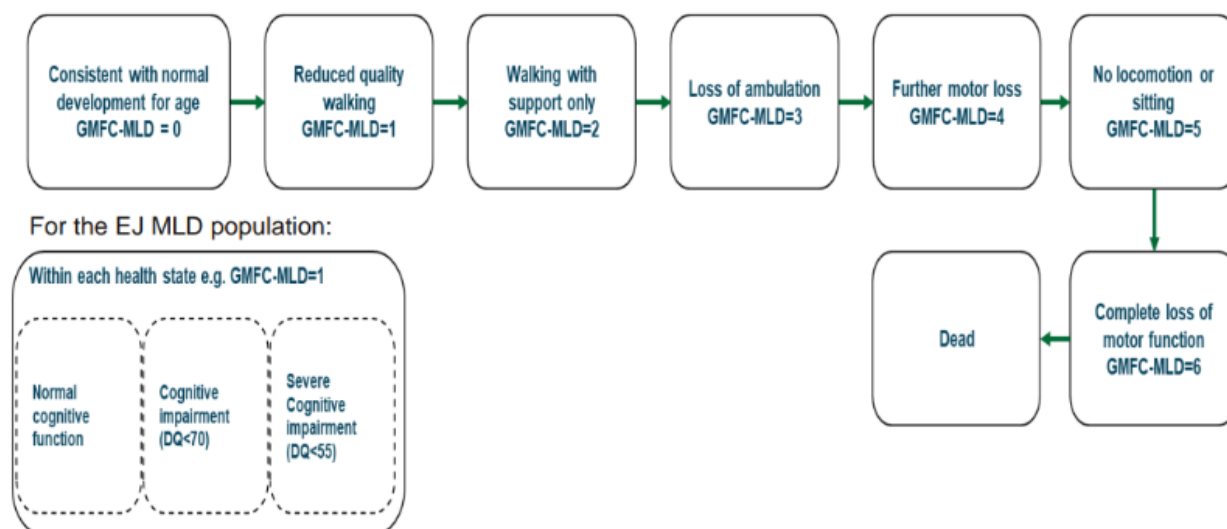 Consistent with normal
development for age
GMFC-MLD = 0
Reduced quality
walking
GMFC-MLD=1
Walking with
support only
GMFC-MLD=2
Loss of ambulation
GMFC-MLD=3
Further motor loss
GMFC-MLD=4
No locomotion or
sitting
GMFC-MLD=5
For the EJ MLD population:
Within each health state e.g. GMFC-MLD=1
Normal
cognitive
function
Cognitive
impairment
(DQ<70)
Severe
Cognitive
impairment
(DQ<55)
Dead
Complete loss of
motor function
GMFC-MLD=6